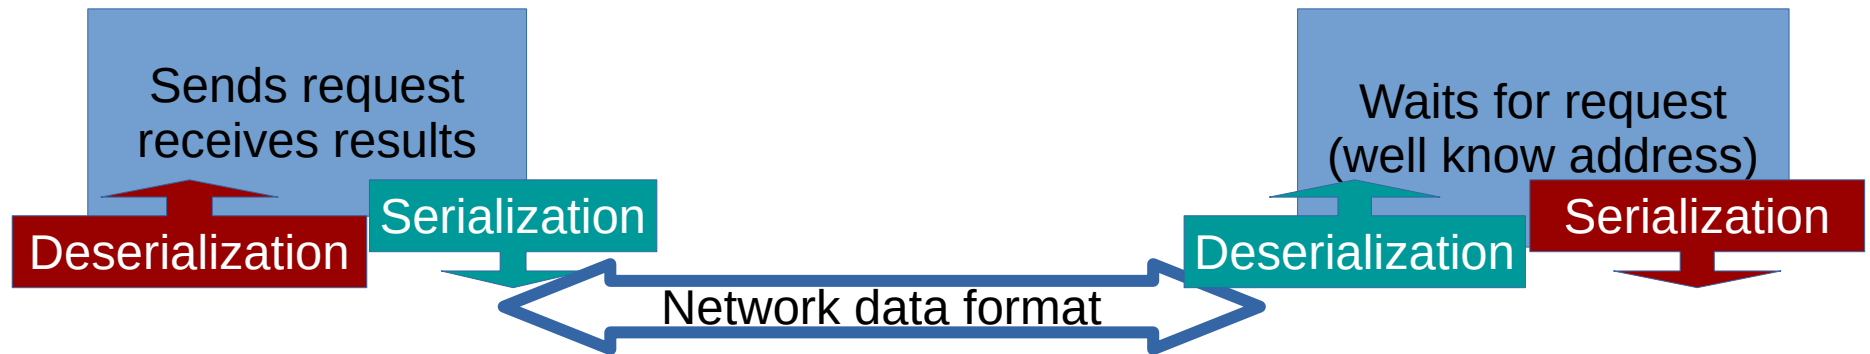 Sends request
receives results
Deserialization
Serialization
Network data format
Waits for request
(well know address)
Deserialization
Serialization